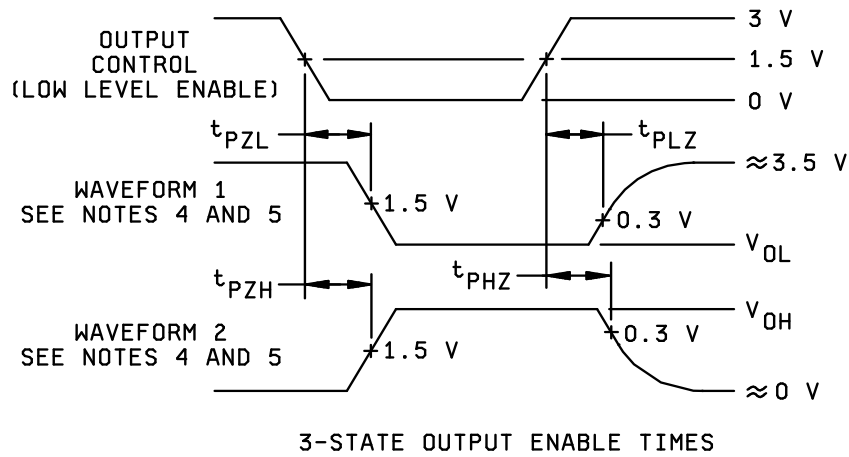 OUTPUT
CONTROL
(LOW LEVEL ENABLE)
3 V
1.5 V
0 V
tPZL
tPLZ
WAVEFORM 1
SEE NOTES 4 AND 5
1.5 V
0.3 V
≈3.5 V
VOL
tPZH
tPHZ
WAVEFORM 2
SEE NOTES 4 AND 5
1.5 V
0.3 V
VOH
≈0 V
3-STATE OUTPUT ENABLE TIMES